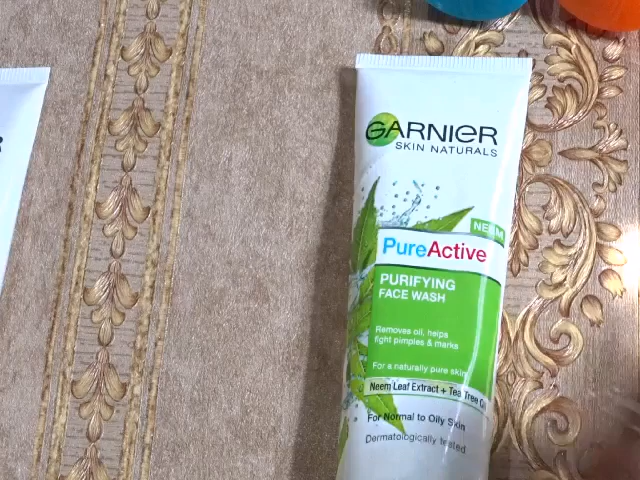 GARNIER
SKIN NATURALS
NEEM
PureActive
PURIFYING
FACE WASH
Removes oil, helps
fight pimples & marks
For a naturally pure skin
Neem Leaf Extract + Tea Tree Oil
For Normal to Oily Skin
Dermatologically tested